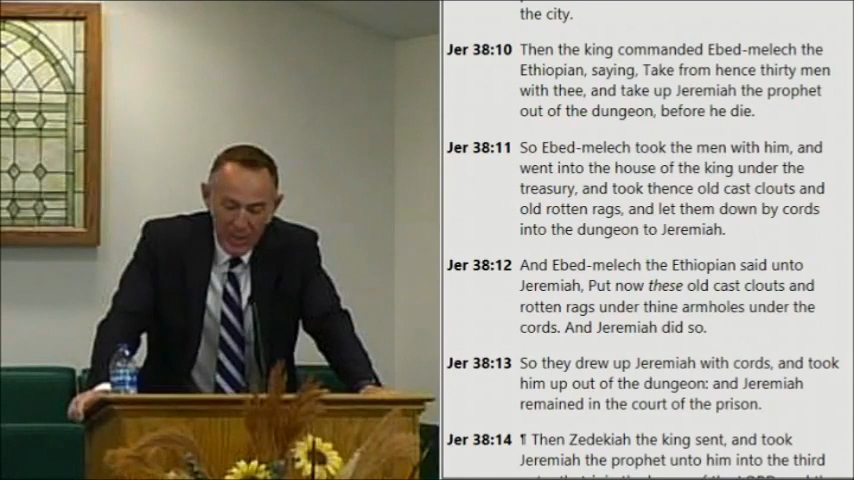 the city.
Jer 38:10 Then the king commanded Ebed-melech the
Ethiopian, saying, Take from hence thirty men
with thee, and take up Jeremiah the prophet
out of the dungeon, before he die.
Jer 38:11 So Ebed-melech took the men with him, and
went into the house of the king under the
treasury, and took thence old cast clouts and
old rotten rags, and let them down by cords
into the dungeon to Jeremiah.
Jer 38:12 And Ebed-melech the Ethiopian said unto
Jeremiah, Put now these old cast clouts and
rotten rags under thine armholes under the
cords. And Jeremiah did so.
Jer 38:13 So they drew up Jeremiah with cords, and took
him up out of the dungeon: and Jeremiah
remained in the court of the prison.
Jer 38:14 ¶ Then Zedekiah the king sent, and took
Jeremiah the prophet unto him into the third